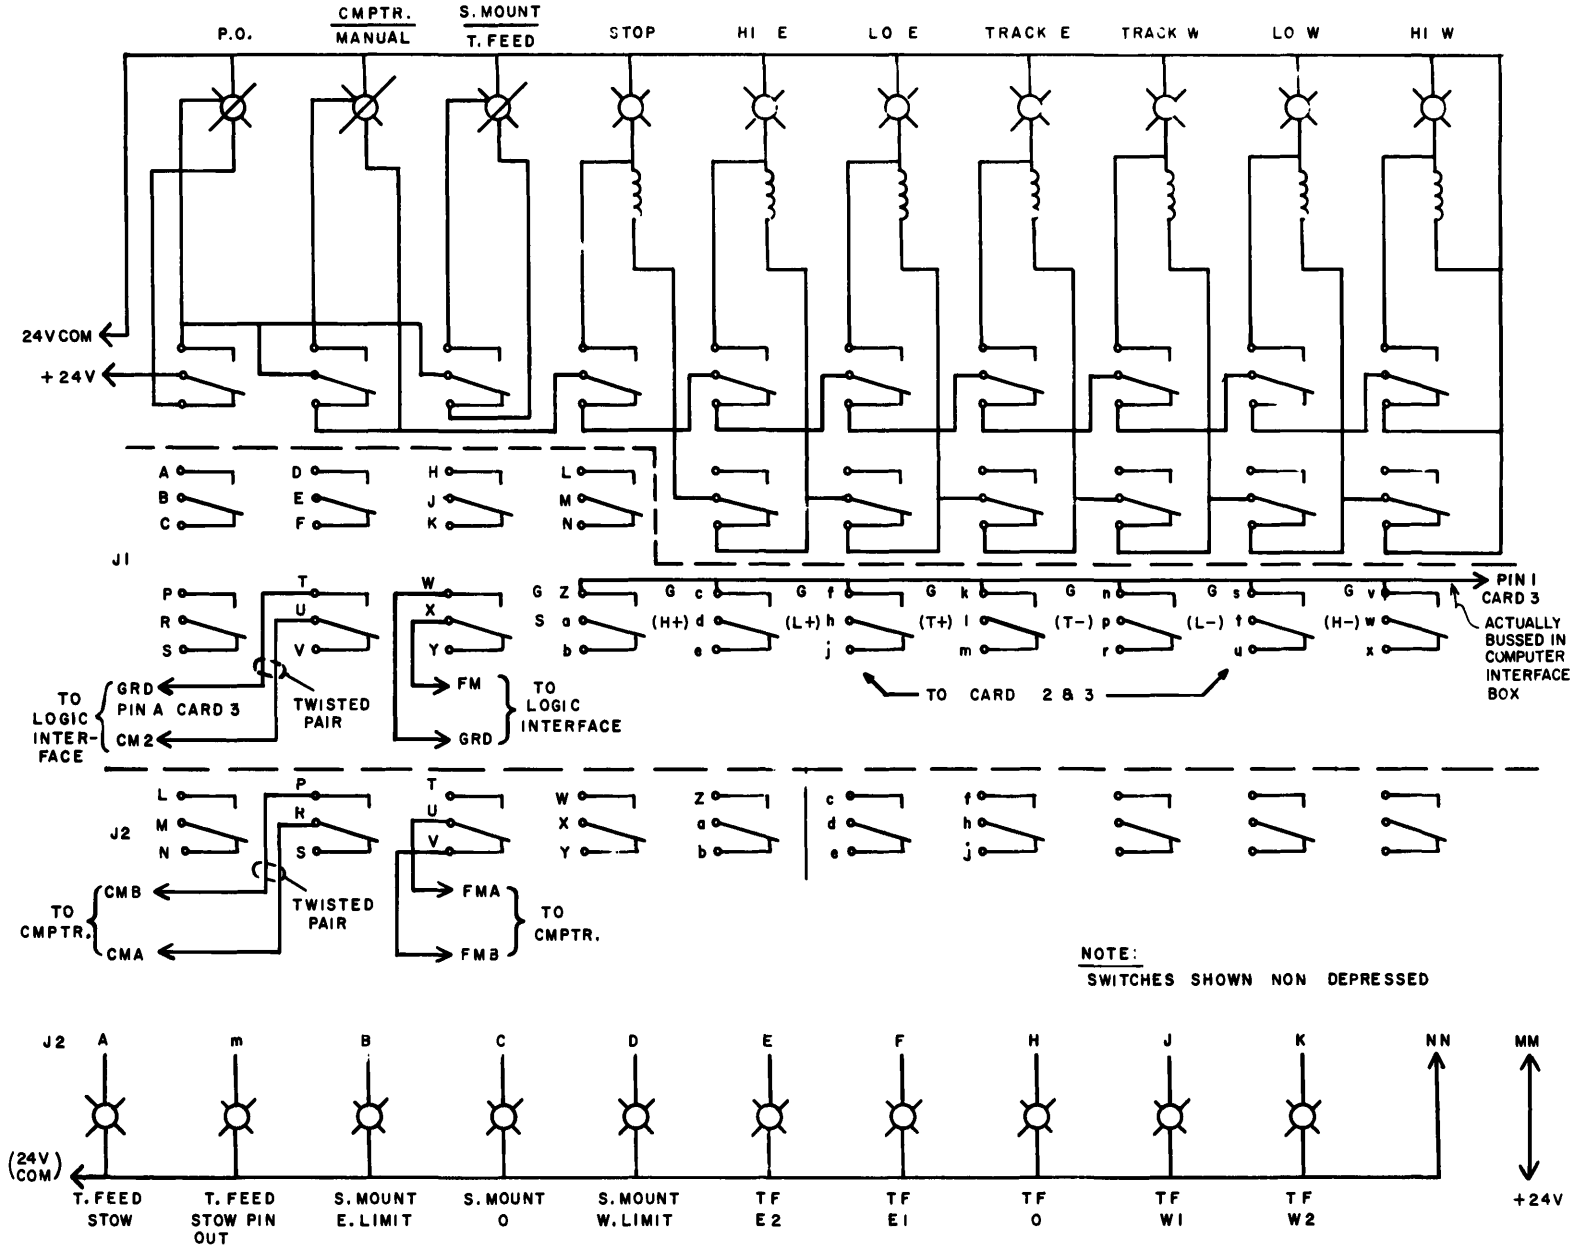 P.O.
CMPTR.
MANUAL
S. MOUNT
T. FEED
STOP
HI E
LO E
TRACK E
TRACK W
LO W
HI W
24V COM
+ 24V
A
B
C
D
E
F
H
J
K
L
M
N
J1
P
R
S
T
U
V
W
X
Y
G Z
S a
b
G c
(H+) d
e
G f
(L+) h
j
G k
(T+) l
m
G n
(T-) p
r
G s
(L-) t
u
G v
(H-) w
x
PIN 1
CARD 3
ACTUALLY
BUSSED IN
COMPUTER
INTERFACE
BOX
TO
LOGIC
INTER-
FACE
GRD
PIN A CARD 3
CM2
TWISTED
PAIR
FM
GRD
TO
LOGIC
INTERFACE
TO CARD 2 & 3
J2
L
M
N
P
R
S
T
U
V
W
X
Y
Z
a
b
c
d
e
f
h
j
TO
CMPTR.
CMB
CMA
TWISTED
PAIR
FMA
FMB
TO
CMPTR.
NOTE:
SWITCHES SHOWN NON DEPRESSED
J2
A
m
B
C
D
E
F
H
J
K
NN
MM
(24V
COM)
T. FEED
STOW
T. FEED
STOW PIN
OUT
S. MOUNT
E. LIMIT
S. MOUNT
O
S. MOUNT
W. LIMIT
TF
E2
TF
E1
TF
O
TF
W1
TF
W2
+24V